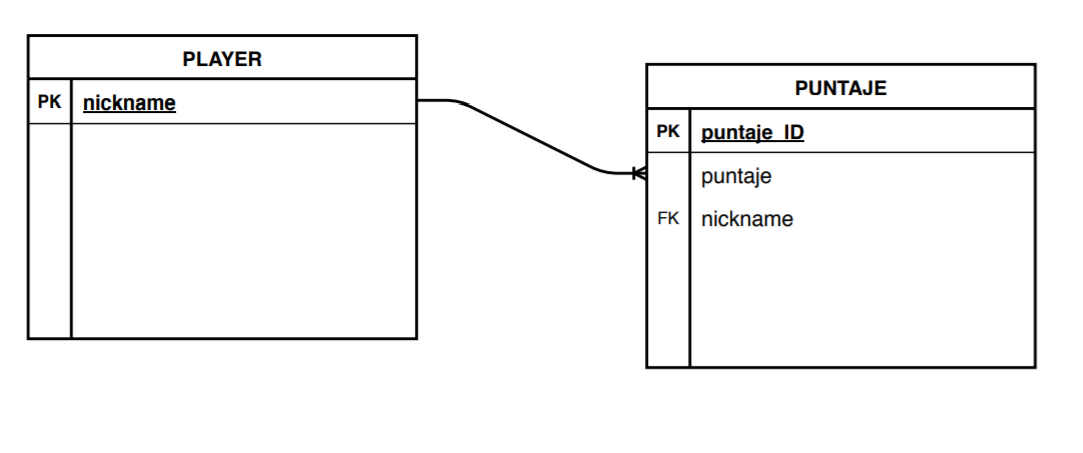 PLAYER
PK nickname
PUNTAJE
PK puntaje_ID
puntaje
FK nickname